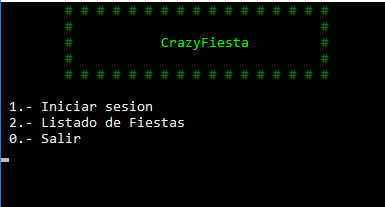 # # # # # # # # # # # # # #
# #
# CrazyFiesta #
# #
# # # # # # # # # # # # # #
1.- Iniciar sesion
2.- Listado de Fiestas
0.- Salir